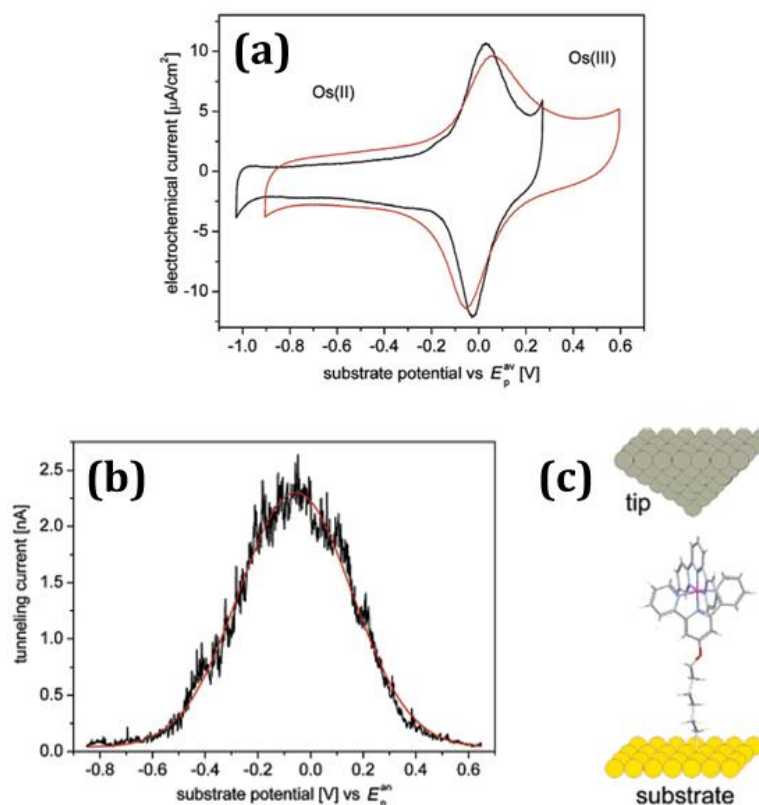 (a)
Os(II)
Os(III)
10
5
0
-5
-10
electrochemical current [µA/cm²]
-1.0 -0.8 -0.6 -0.4 -0.2 0.0 0.2 0.4 0.6
substrate potential vs E_p^av [V]
(b)
2.5
2.0
1.5
1.0
0.5
0.0
tunneling current [nA]
-0.8 -0.6 -0.4 -0.2 0.0 0.2 0.4 0.6
substrate potential [V] vs E_p^an
(c)
tip
substrate